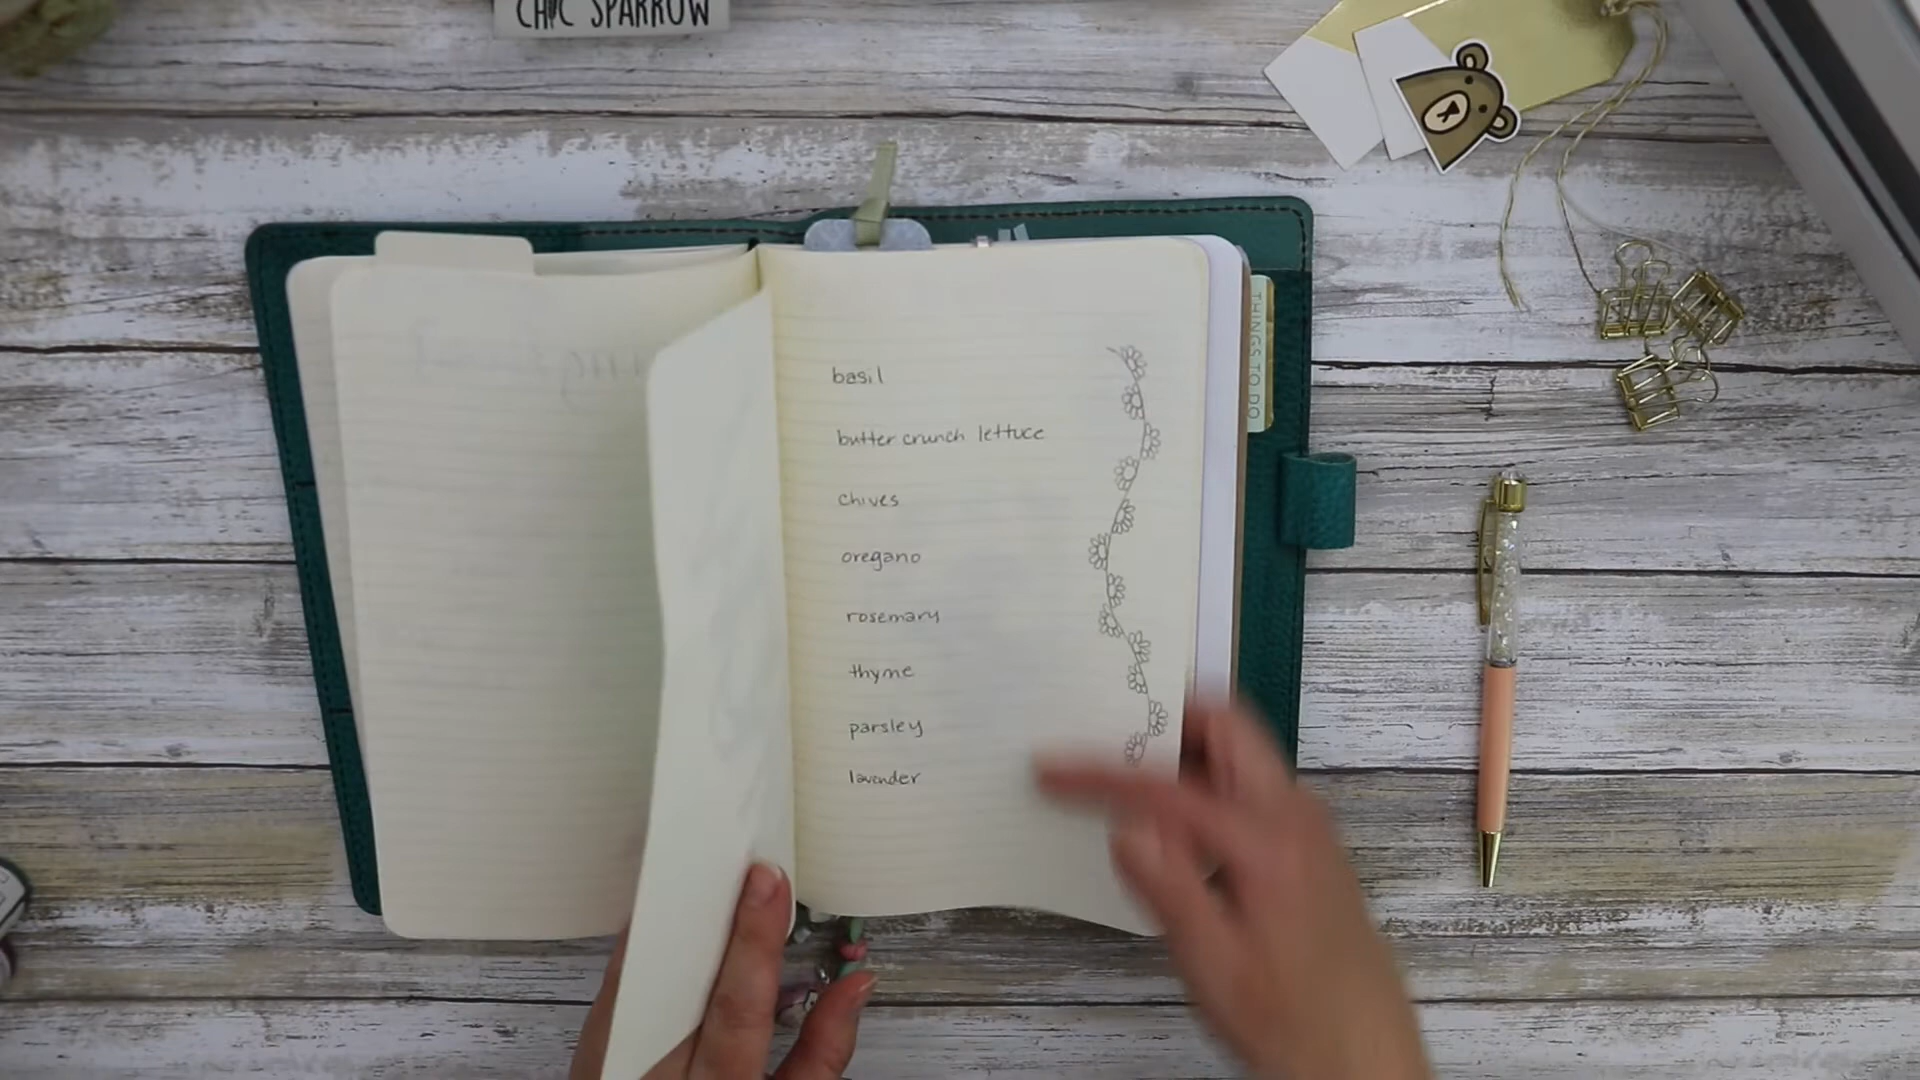 CHIC SPARROW
THINGS TO DO
basil
butter crunch lettuce
chives
oregano
rosemary
thyme
parsley
lavender